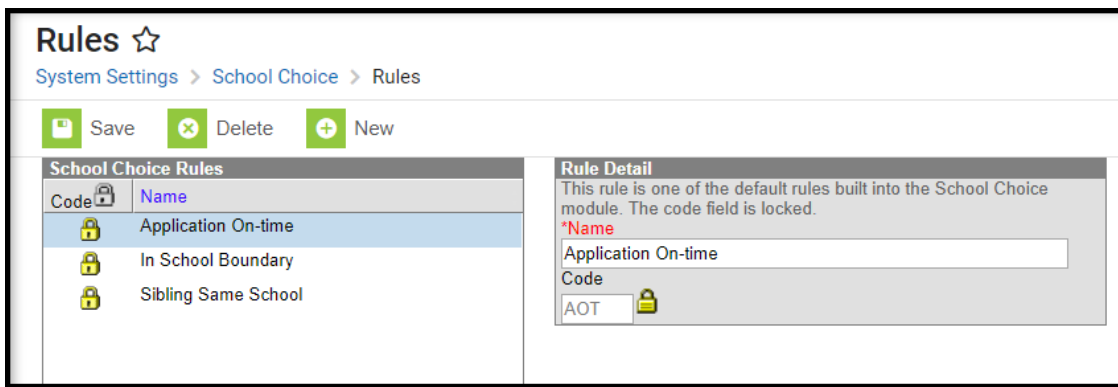 Rules
System Settings > School Choice > Rules
Save Delete New
School Choice Rules
Code Name
Application On-time
In School Boundary
Sibling Same School
Rule Detail
This rule is one of the default rules built into the School Choice
module. The code field is locked.
*Name
Application On-time
Code
AOT